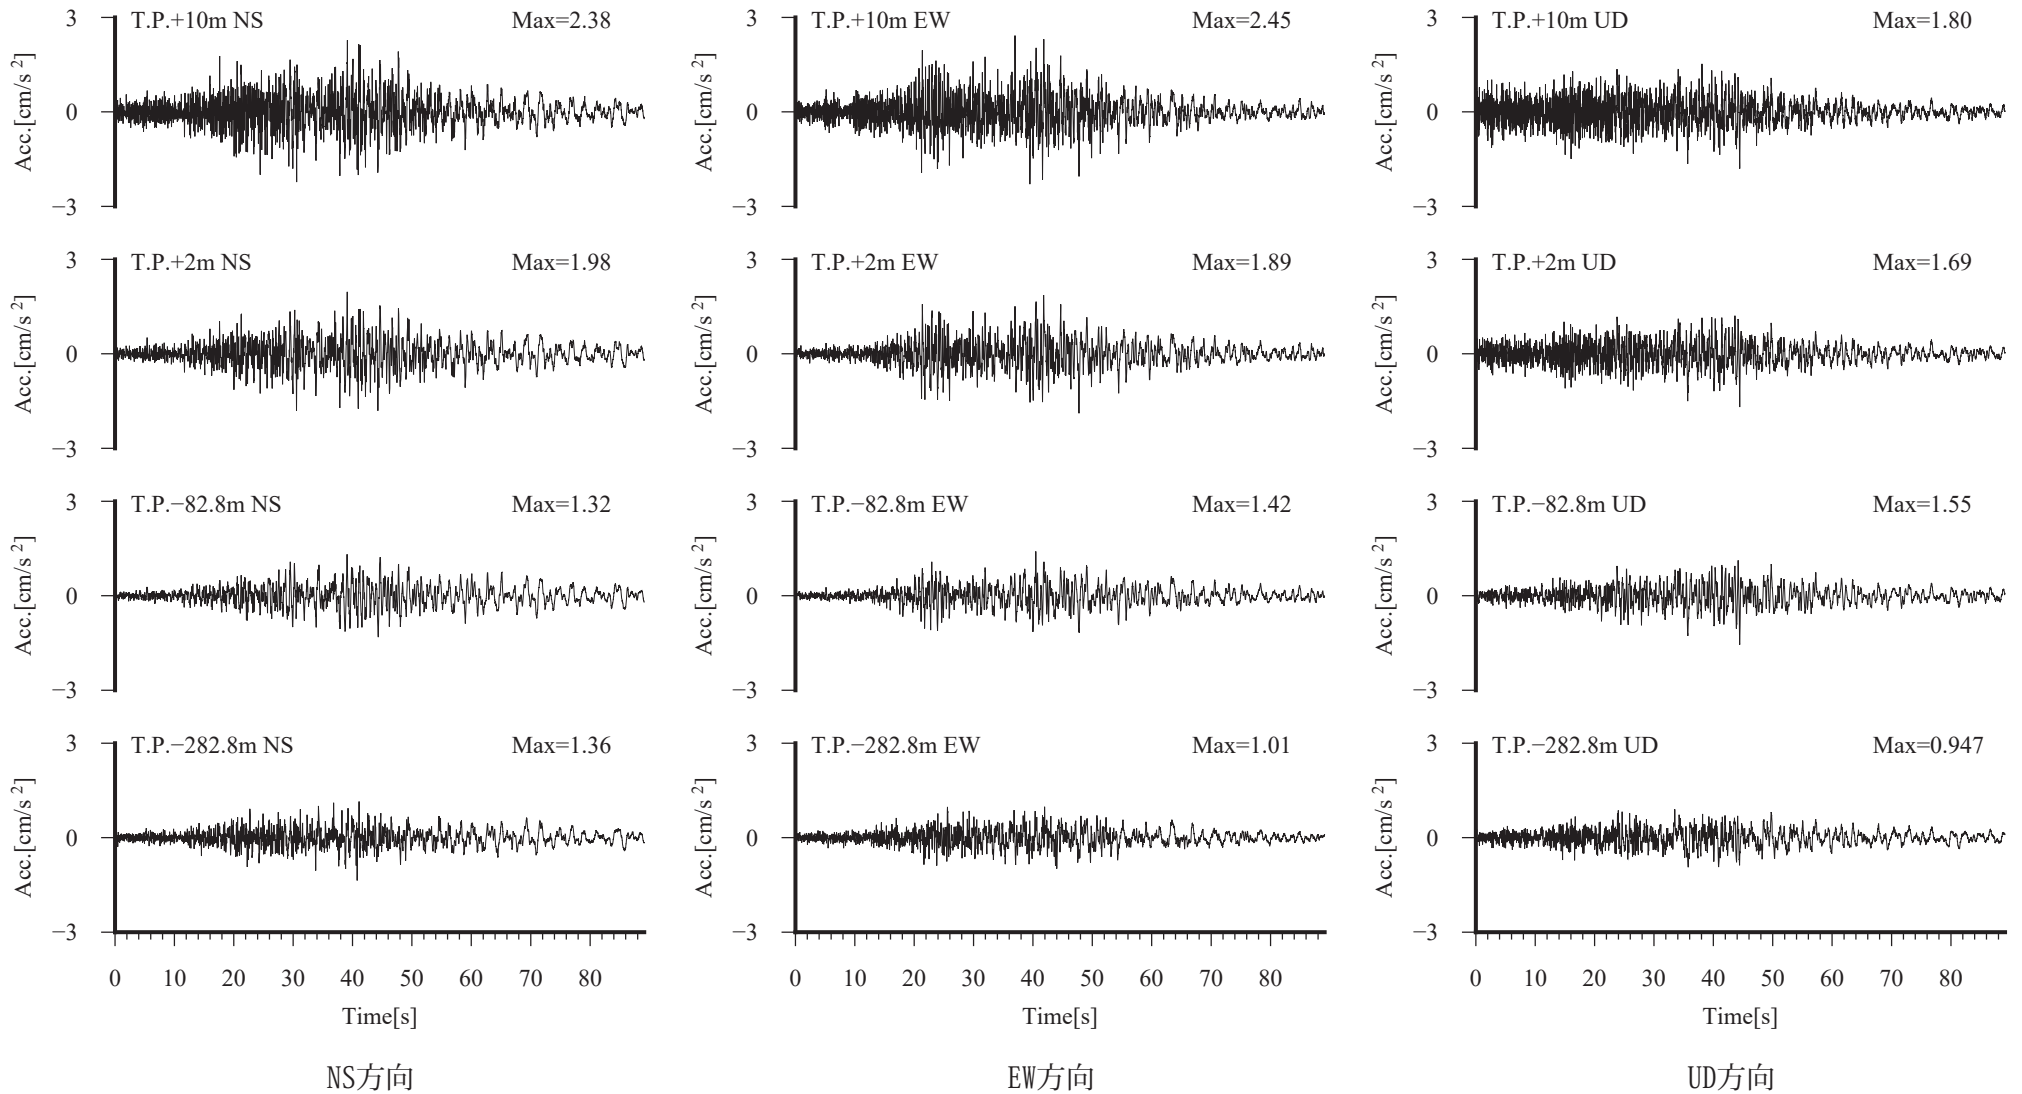 T.P.+10m NS Max=2.38
3
0
−3
Acc.[cm/s²]
T.P.+2m NS Max=1.98
3
0
−3
Acc.[cm/s²]
T.P.−82.8m NS Max=1.32
3
0
−3
Acc.[cm/s²]
T.P.−282.8m NS Max=1.36
3
0
−3
Acc.[cm/s²]
0 10 20 30 40 50 60 70 80
Time[s]
NS方向
T.P.+10m EW Max=2.45
3
0
−3
Acc.[cm/s²]
T.P.+2m EW Max=1.89
3
0
−3
Acc.[cm/s²]
T.P.−82.8m EW Max=1.42
3
0
−3
Acc.[cm/s²]
T.P.−282.8m EW Max=1.01
3
0
−3
Acc.[cm/s²]
0 10 20 30 40 50 60 70 80
Time[s]
EW方向
T.P.+10m UD Max=1.80
3
0
−3
Acc.[cm/s²]
T.P.+2m UD Max=1.69
3
0
−3
Acc.[cm/s²]
T.P.−82.8m UD Max=1.55
3
0
−3
Acc.[cm/s²]
T.P.−282.8m UD Max=0.947
3
0
−3
Acc.[cm/s²]
0 10 20 30 40 50 60 70 80
Time[s]
UD方向